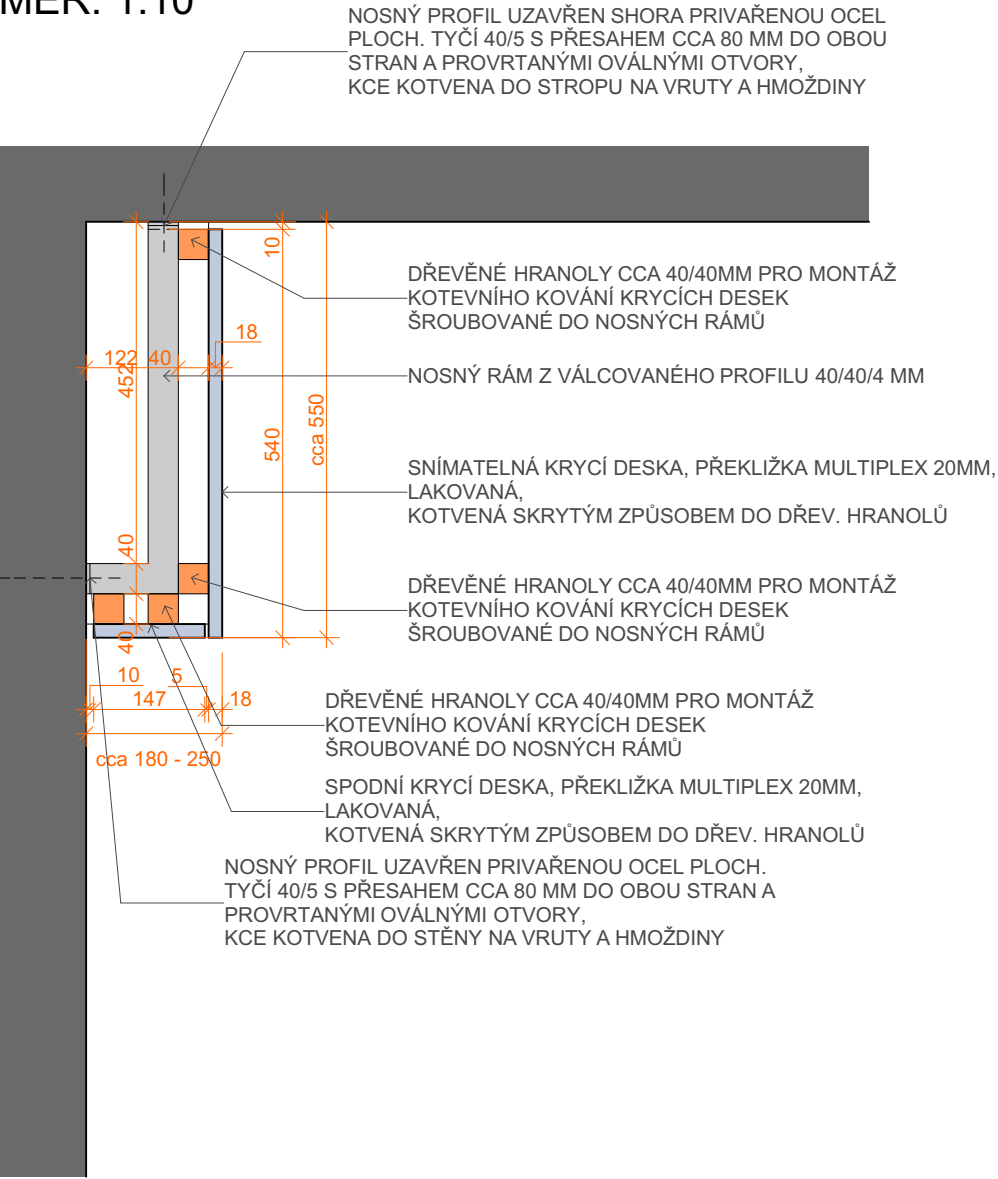 MĚR: 1:10
NOSNÝ PROFIL UZAVŘEN SHORA PRIVAŘENOU OCEL
PLOCH. TYČÍ 40/5 S PŘESAHEM CCA 80 MM DO OBOU
STRAN A PROVRTANÝMI OVÁLNÝMI OTVORY,
KCE KOTVENA DO STROPU NA VRUTY A HMOŽDINY
10
DŘEVĚNÉ HRANOLY CCA 40/40MM PRO MONTÁŽ
KOTEVNÍHO KOVÁNÍ KRYCÍCH DESEK
ŠROUBOVANÉ DO NOSNÝCH RÁMŮ
18
122 40
452
NOSNÝ RÁM Z VÁLCOVANÉHO PROFILU 40/40/4 MM
540
cca 550
SNÍMATELNÁ KRYCÍ DESKA, PŘEKLIŽKA MULTIPLEX 20MM,
LAKOVANÁ,
KOTVENÁ SKRYTÝM ZPŮSOBEM DO DŘEV. HRANOLŮ
40
DŘEVĚNÉ HRANOLY CCA 40/40MM PRO MONTÁŽ
KOTEVNÍHO KOVÁNÍ KRYCÍCH DESEK
ŠROUBOVANÉ DO NOSNÝCH RÁMŮ
40
10 5
147 18
DŘEVĚNÉ HRANOLY CCA 40/40MM PRO MONTÁŽ
KOTEVNÍHO KOVÁNÍ KRYCÍCH DESEK
ŠROUBOVANÉ DO NOSNÝCH RÁMŮ
cca 180 - 250
SPODNÍ KRYCÍ DESKA, PŘEKLIŽKA MULTIPLEX 20MM,
LAKOVANÁ,
KOTVENÁ SKRYTÝM ZPŮSOBEM DO DŘEV. HRANOLŮ
NOSNÝ PROFIL UZAVŘEN PRIVAŘENOU OCEL PLOCH.
TYČÍ 40/5 S PŘESAHEM CCA 80 MM DO OBOU STRAN A
PROVRTANÝMI OVÁLNÝMI OTVORY,
KCE KOTVENA DO STĚNY NA VRUTY A HMOŽDINY